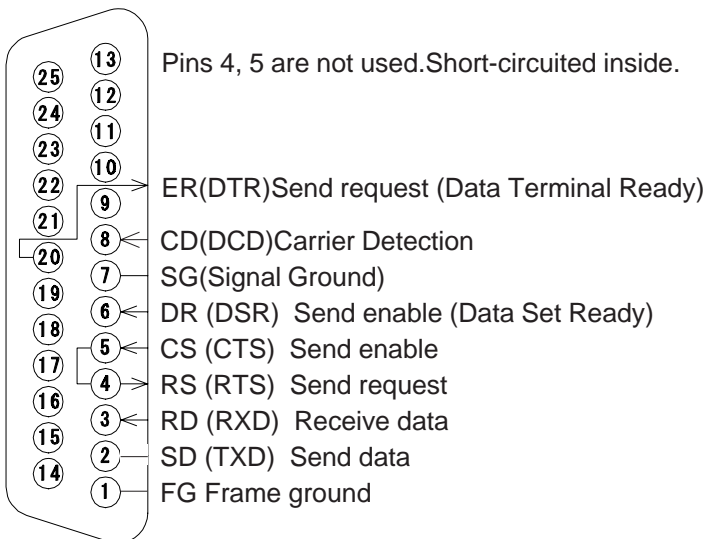 Pins 4, 5 are not used.Short-circuited inside.
ER(DTR)Send request (Data Terminal Ready)
CD(DCD)Carrier Detection
SG(Signal Ground)
DR (DSR) Send enable (Data Set Ready)
CS (CTS) Send enable
RS (RTS) Send request
RD (RXD) Receive data
SD (TXD) Send data
FG Frame ground
13
12
11
10
9
8
7
6
5
4
3
2
1
25
24
23
22
21
20
19
18
17
16
15
14